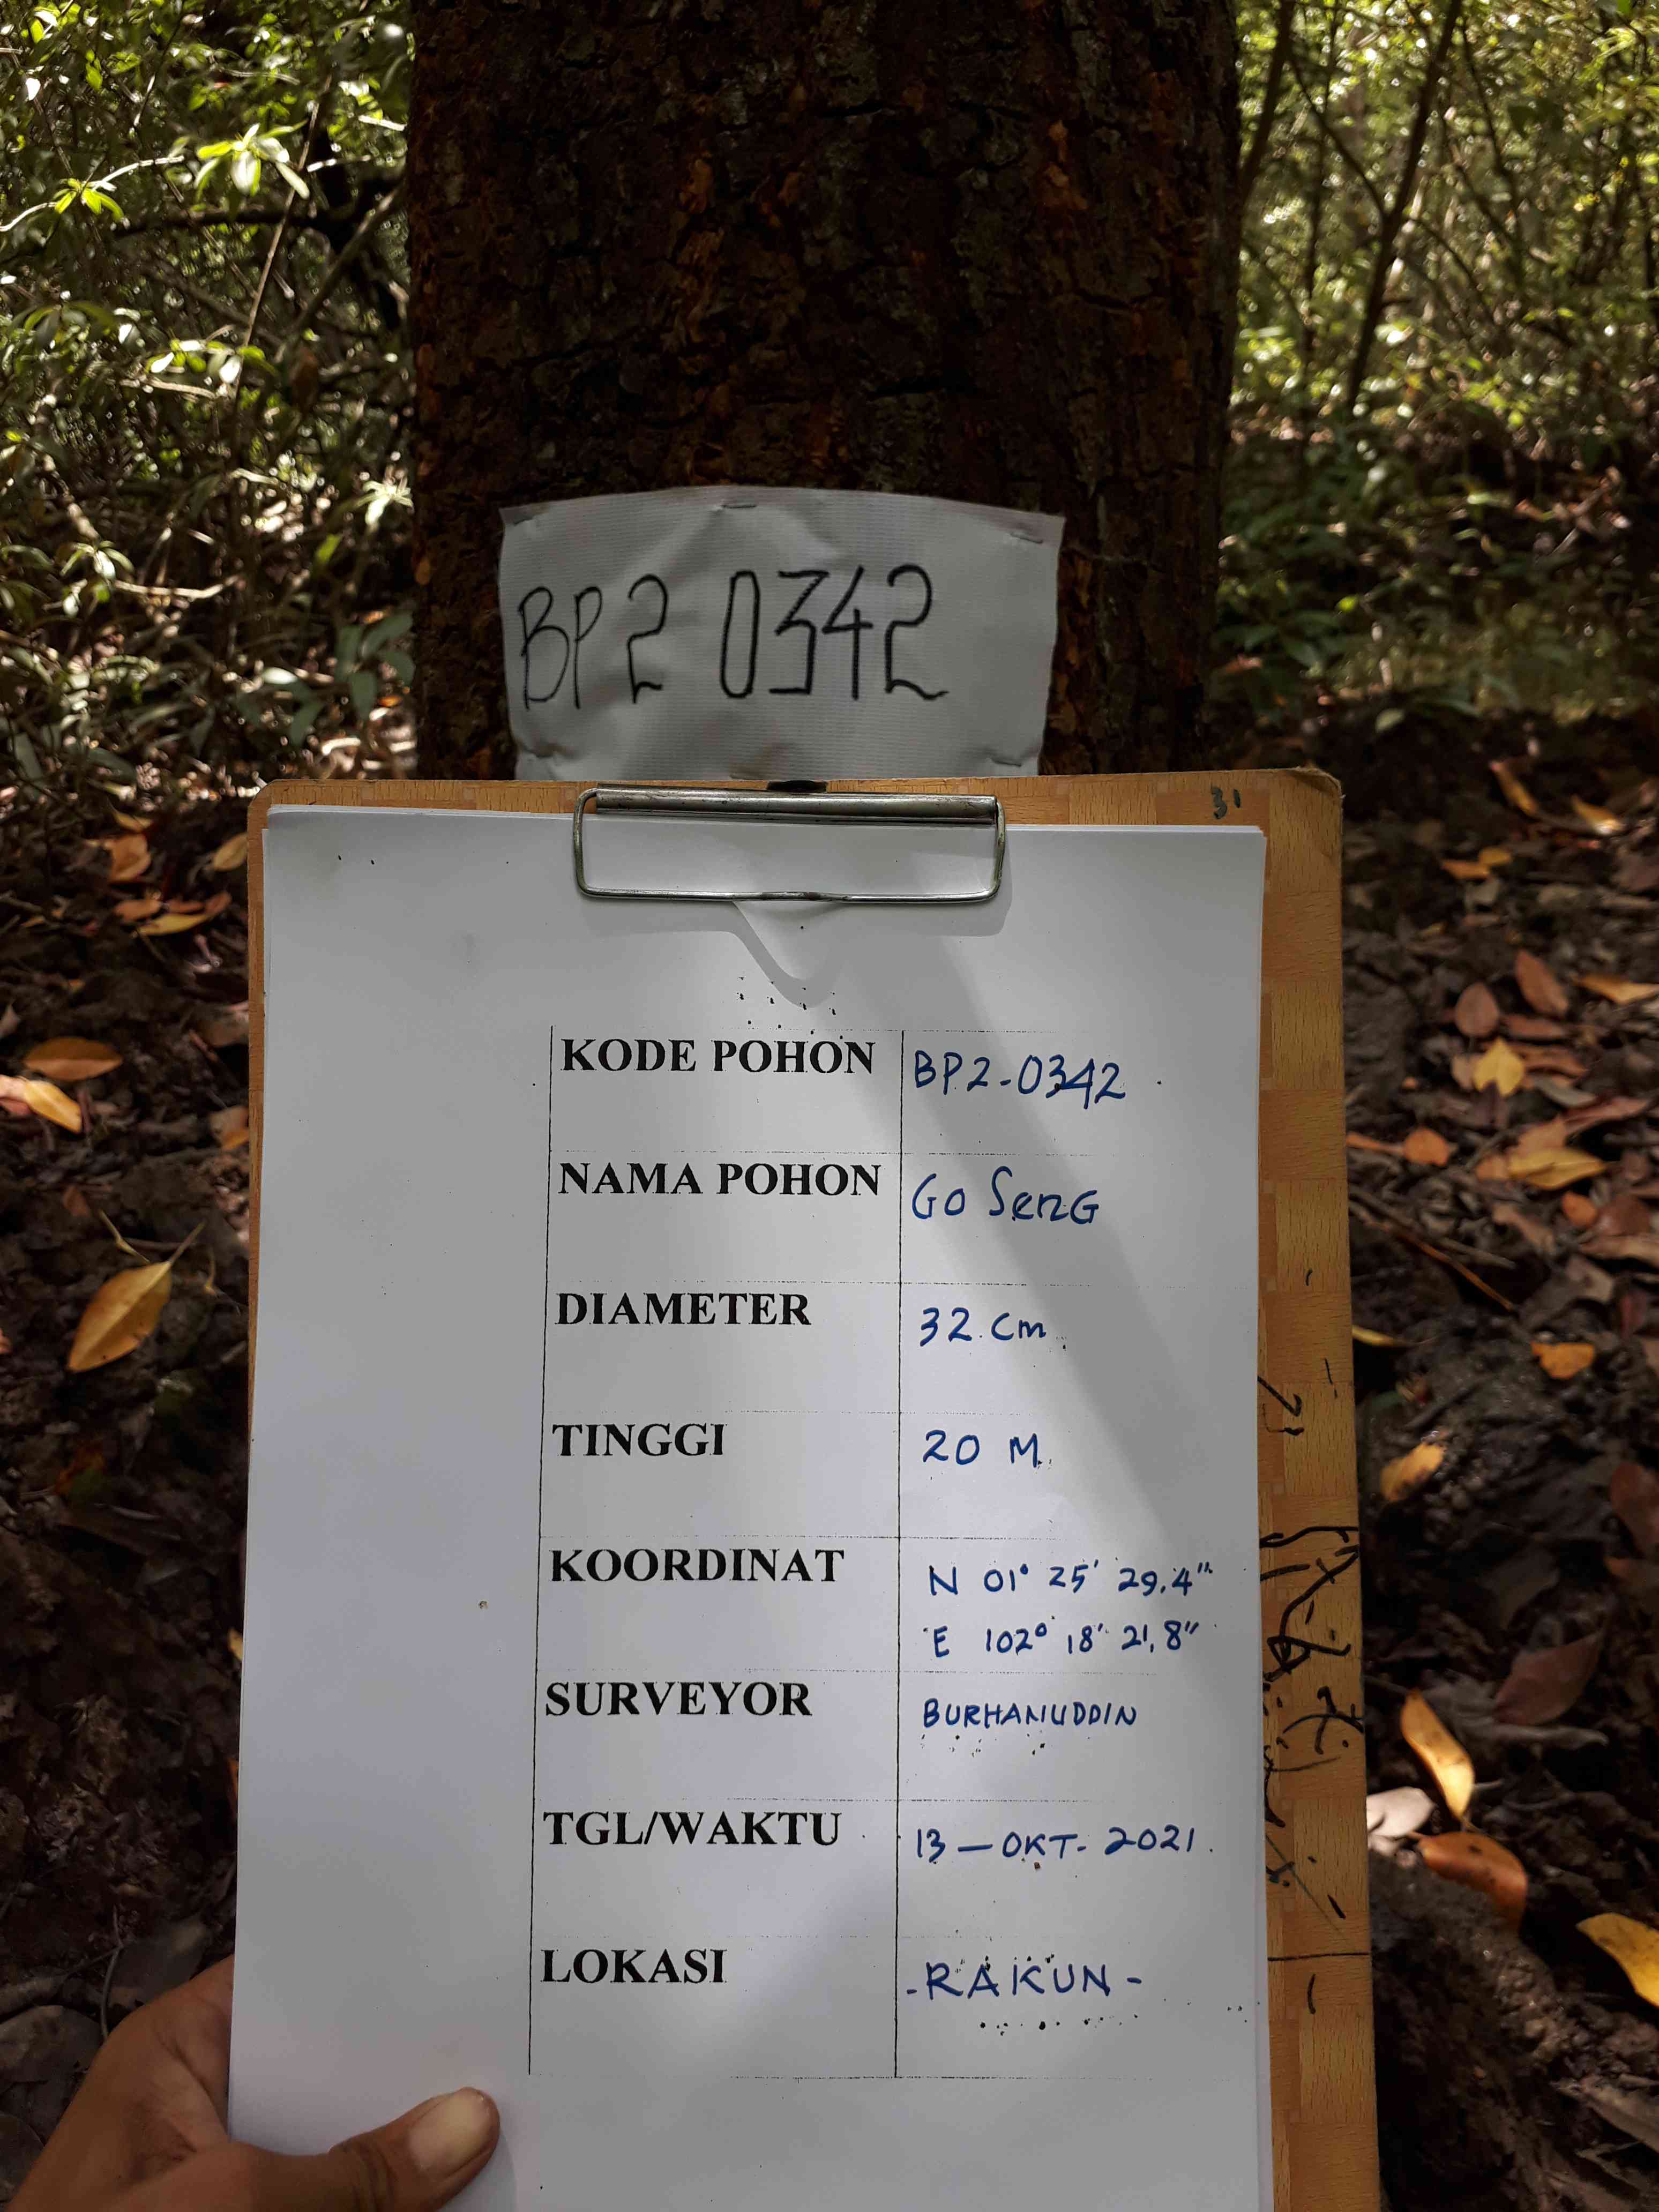 BP2 0342
31
KODE POHON BP2-0342
NAMA POHON GO SENG
DIAMETER 32 cm
TINGGI 20 M
KOORDINAT N 01° 25' 29.4"
E 102° 18' 21,8"
SURVEYOR BURHANUDDIN
TGL/WAKTU 13 - OKT - 2021
LOKASI - RAKUN -